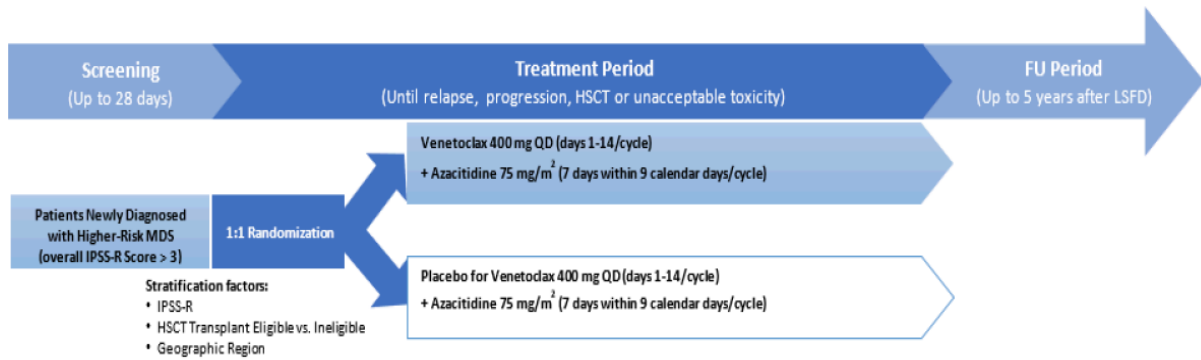 Screening
(Up to 28 days)
Treatment Period
(Until relapse, progression, HSCT or unacceptable toxicity)
FU Period
(Up to 5 years after LSFD)
Venetoclax 400 mg QD (days 1-14/cycle)
+ Azacitidine 75 mg/m² (7 days within 9 calendar days/cycle)
Patients Newly Diagnosed
with Higher-Risk MDS
(overall IPSS-R Score > 3)
1:1 Randomization
Placebo for Venetoclax 400 mg QD (days 1-14/cycle)
+ Azacitidine 75 mg/m² (7 days within 9 calendar days/cycle)
Stratification factors:
• IPSS-R
• HSCT Transplant Eligible vs. Ineligible
• Geographic Region